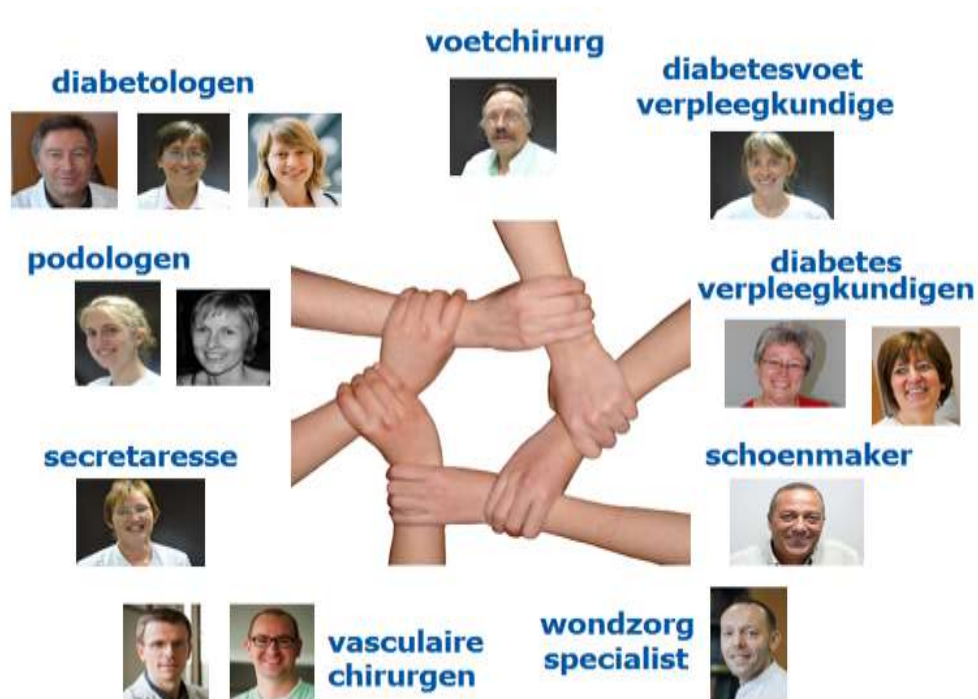 voetchirurg
diabetologen
diabetesvoet
verpleegkundige
podologen
diabetes
verpleegkundigen
secretaresse
schoenmaker
vasculaire
chirurgen
wondzorg
specialist